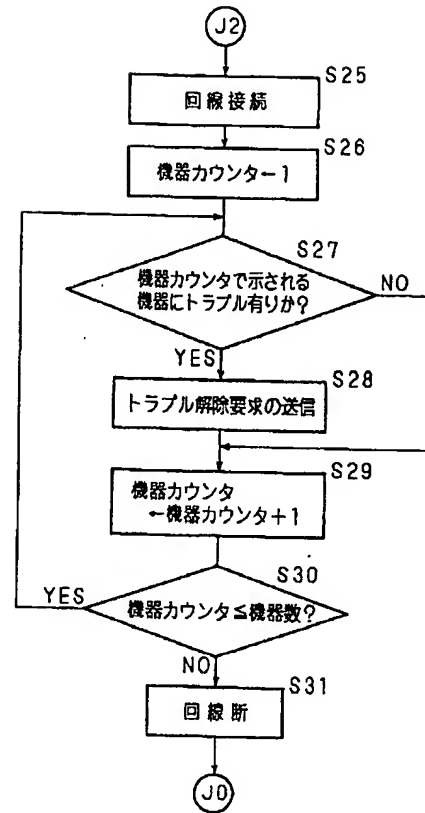 J2
S25
回線接続
S26
機器カウンタ←1
S27
機器カウンタで示される
機器にトラブル有りか?
NO
YES
S28
トラブル解除要求の送信
S29
機器カウンタ
←機器カウンタ+1
S30
YES
機器カウンタ≦機器数?
NO
S31
回線断
J0